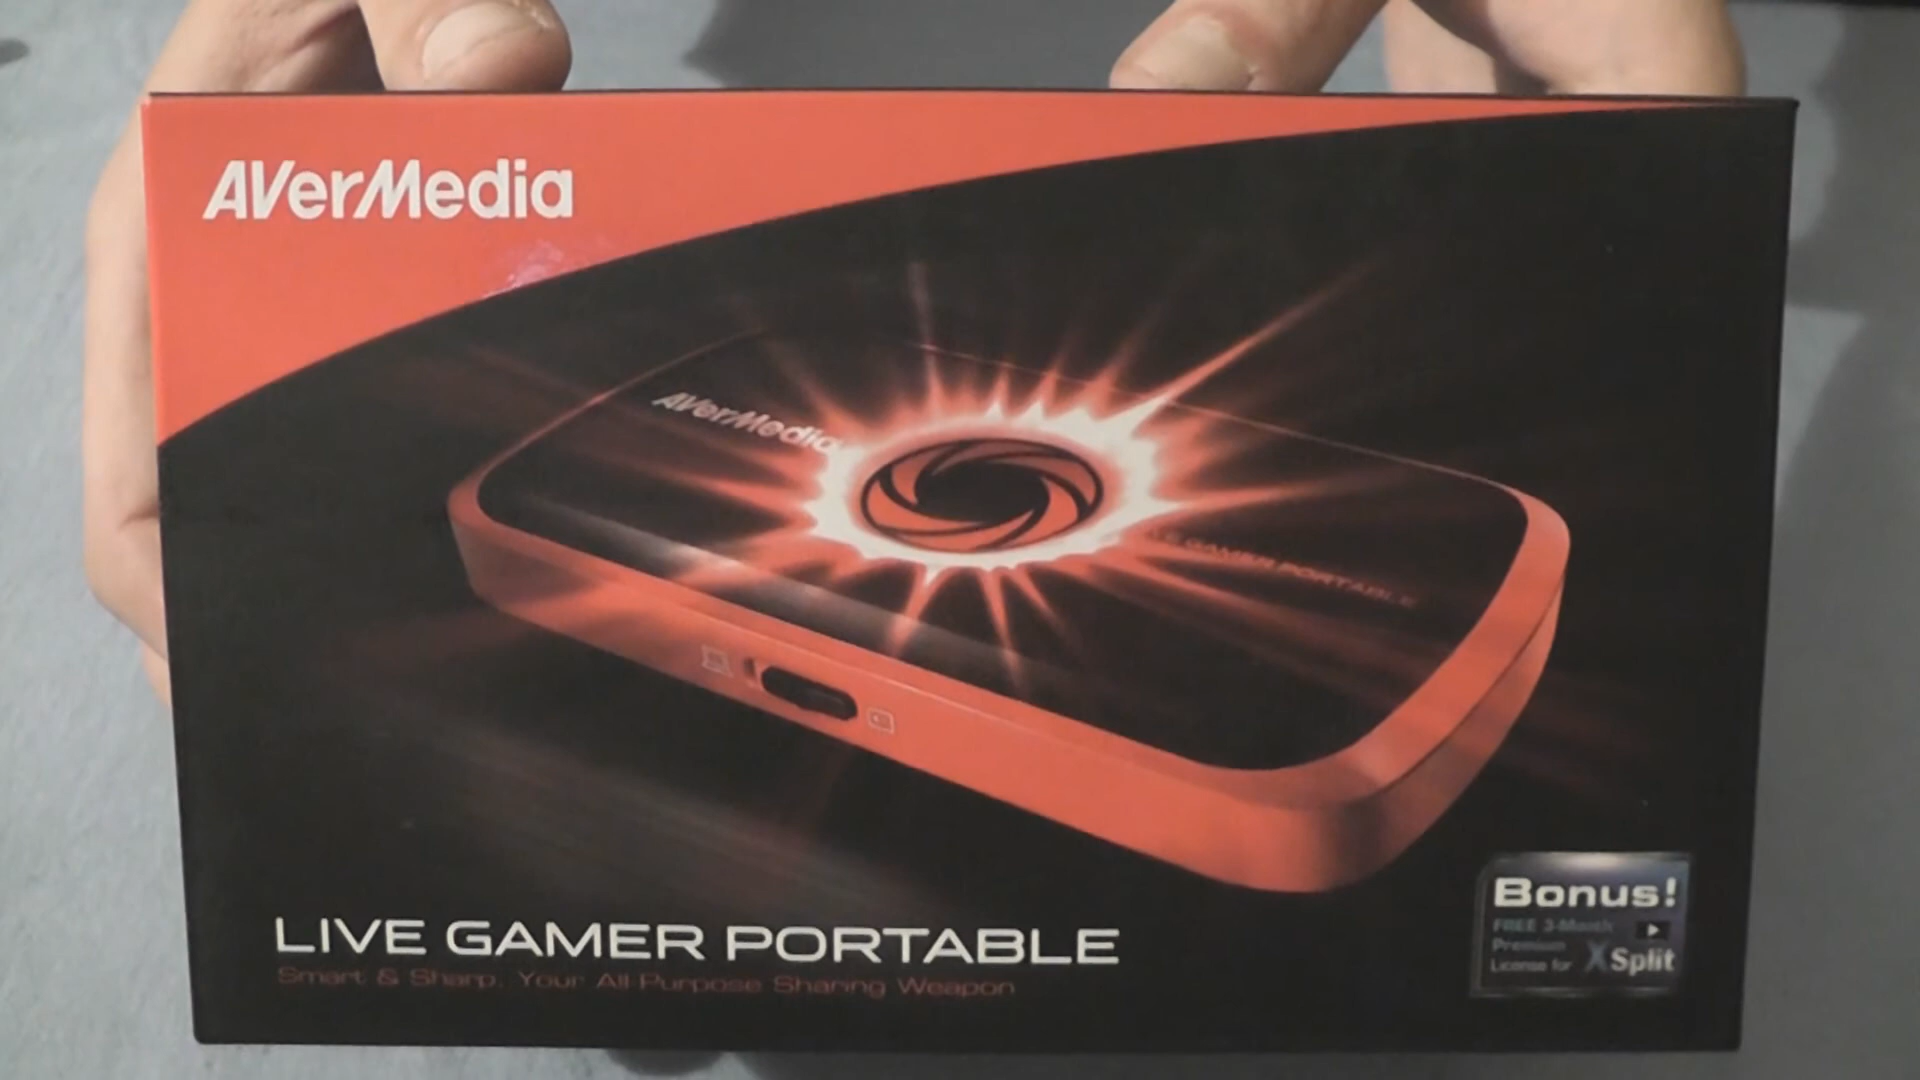 AVerMedia
AVerMedia
GAMER PORTABLE
LIVE GAMER PORTABLE
Smart & Sharp. Your All-Purpose Sharing Weapon
Bonus!
FREE 3-Month
Premium
License for XSplit